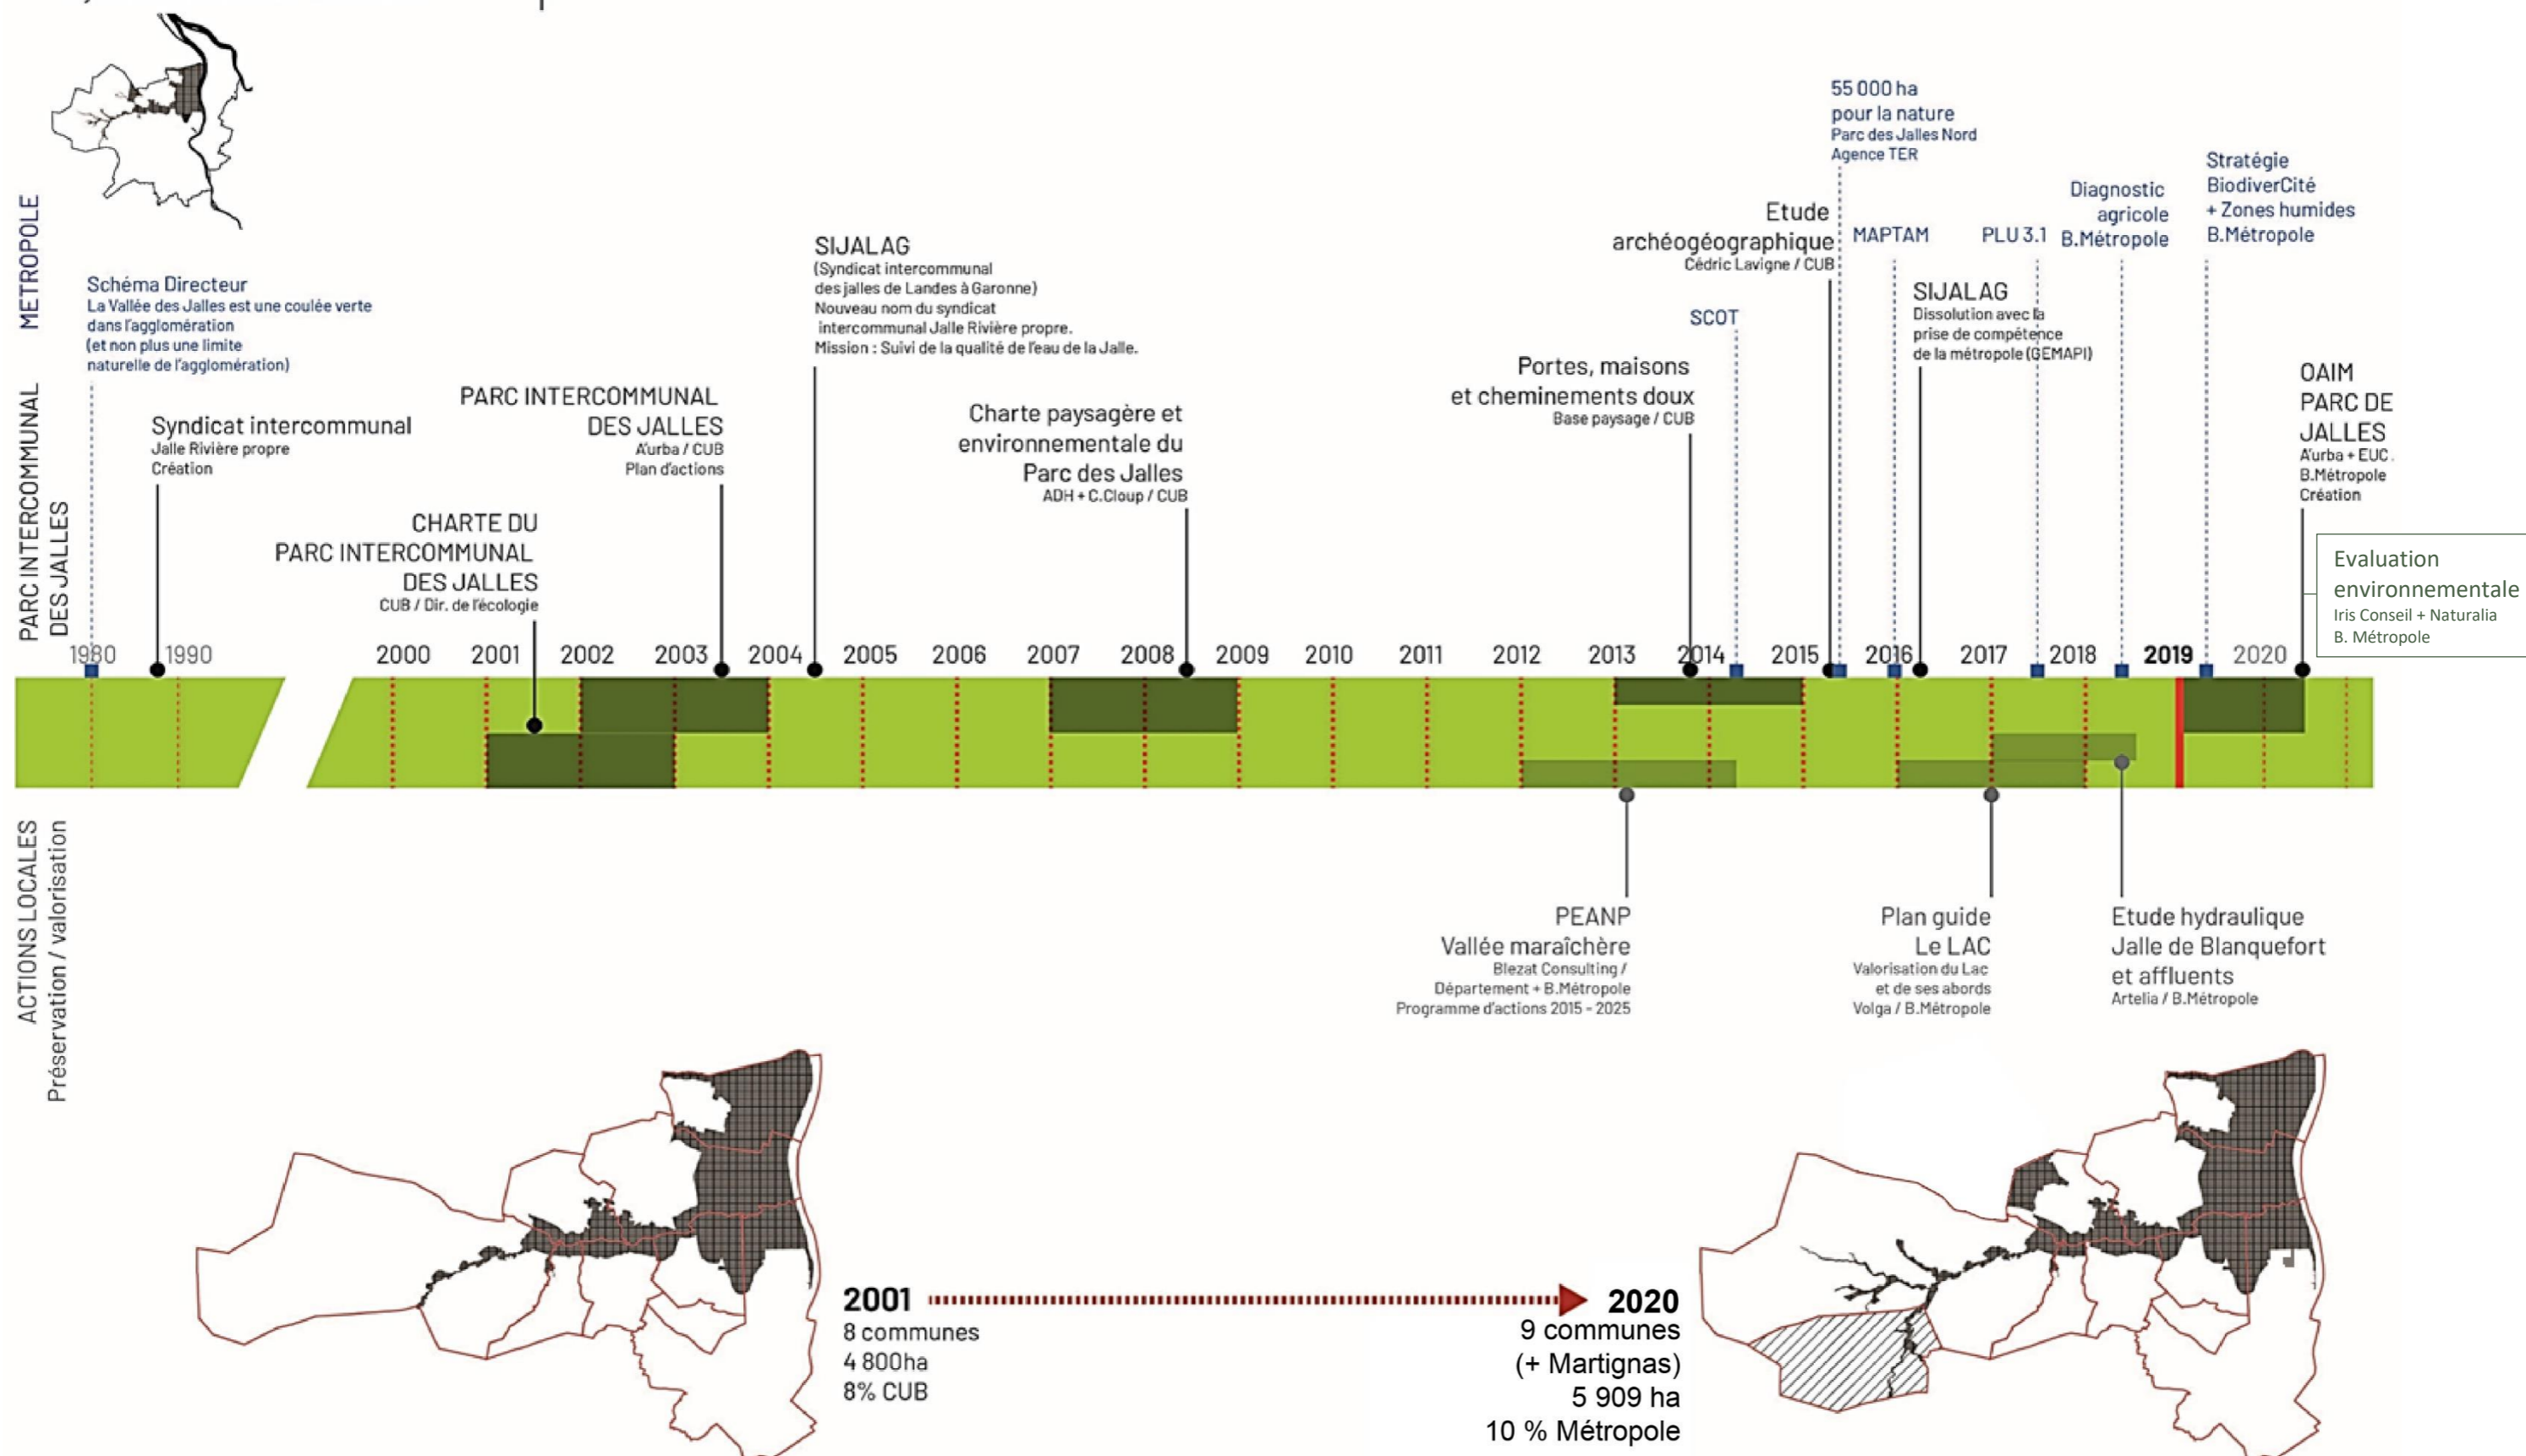 METROPOLE
PARC INTERCOMMUNAL
DES JALLES
ACTIONS LOCALES
Préservation / valorisation
Schéma Directeur
La Vallée des Jalles est une coulée verte
dans l'agglomération
(et non plus une limite
naturelle de l'agglomération)
Syndicat intercommunal
Jalle Rivière propre
Création
CHARTE DU
PARC INTERCOMMUNAL
DES JALLES
CUB / Dir. de l'écologie
PARC INTERCOMMUNAL
DES JALLES
A'urba / CUB
Plan d'actions
SIJALAG
(Syndicat intercommunal
des jalles de Landes à Garonne)
Nouveau nom du syndicat
intercommunal Jalle Rivière propre.
Mission : Suivi de la qualité de l'eau de la Jalle.
Charte paysagère et
environnementale du
Parc des Jalles
ADH + C.Cloup / CUB
Portes, maisons
et cheminements doux
Base paysage / CUB
SCOT
Etude
archéogéographique
Cédric Lavigne / CUB
55 000 ha
pour la nature
Parc des Jalles Nord
Agence TER
MAPTAM
SIJALAG
Dissolution avec la
prise de compétence
de la métropole (GEMAPI)
PLU 3.1
Diagnostic
agricole
B.Métropole
Stratégie
BiodiverCité
+ Zones humides
B.Métropole
OAIM
PARC DE
JALLES
A'urba + EUC.
B.Métropole
Création
Evaluation
environnementale
Iris Conseil + Naturalia
B. Métropole
1980 1990 2000 2001 2002 2003 2004 2005 2006 2007 2008 2009 2010 2011 2012 2013 2014 2015 2016 2017 2018 2019 2020
PEANP
Vallée maraîchère
Blezat Consulting /
Département + B.Métropole
Programme d'actions 2015 - 2025
Plan guide
Le LAC
Valorisation du Lac
et de ses abords
Volga / B.Métropole
Etude hydraulique
Jalle de Blanquefort
et affluents
Artelia / B.Métropole
2001
8 communes
4 800ha
8% CUB
2020
9 communes
(+ Martignas)
5 909 ha
10 % Métropole